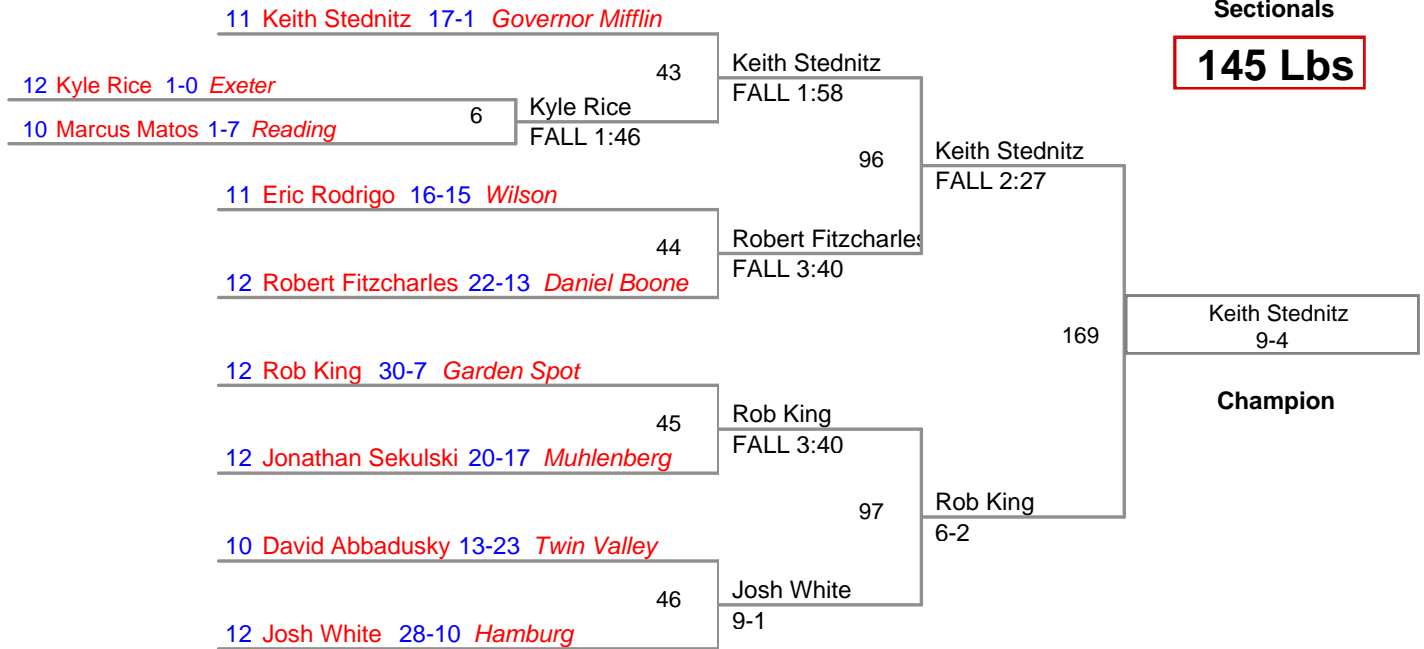 Sectionals
145 Lbs
11 Keith Stednitz 17-1 Governor Mifflin
43
Keith Stednitz
FALL 1:58
12 Kyle Rice 1-0 Exeter
6
Kyle Rice
FALL 1:46
10 Marcus Matos 1-7 Reading
96
Keith Stednitz
FALL 2:27
11 Eric Rodrigo 16-15 Wilson
44
Robert Fitzcharles
FALL 3:40
12 Robert Fitzcharles 22-13 Daniel Boone
169
Keith Stednitz
9-4
Champion
12 Rob King 30-7 Garden Spot
45
Rob King
FALL 3:40
12 Jonathan Sekulski 20-17 Muhlenberg
97
Rob King
6-2
10 David Abbadusky 13-23 Twin Valley
46
Josh White
9-1
12 Josh White 28-10 Hamburg